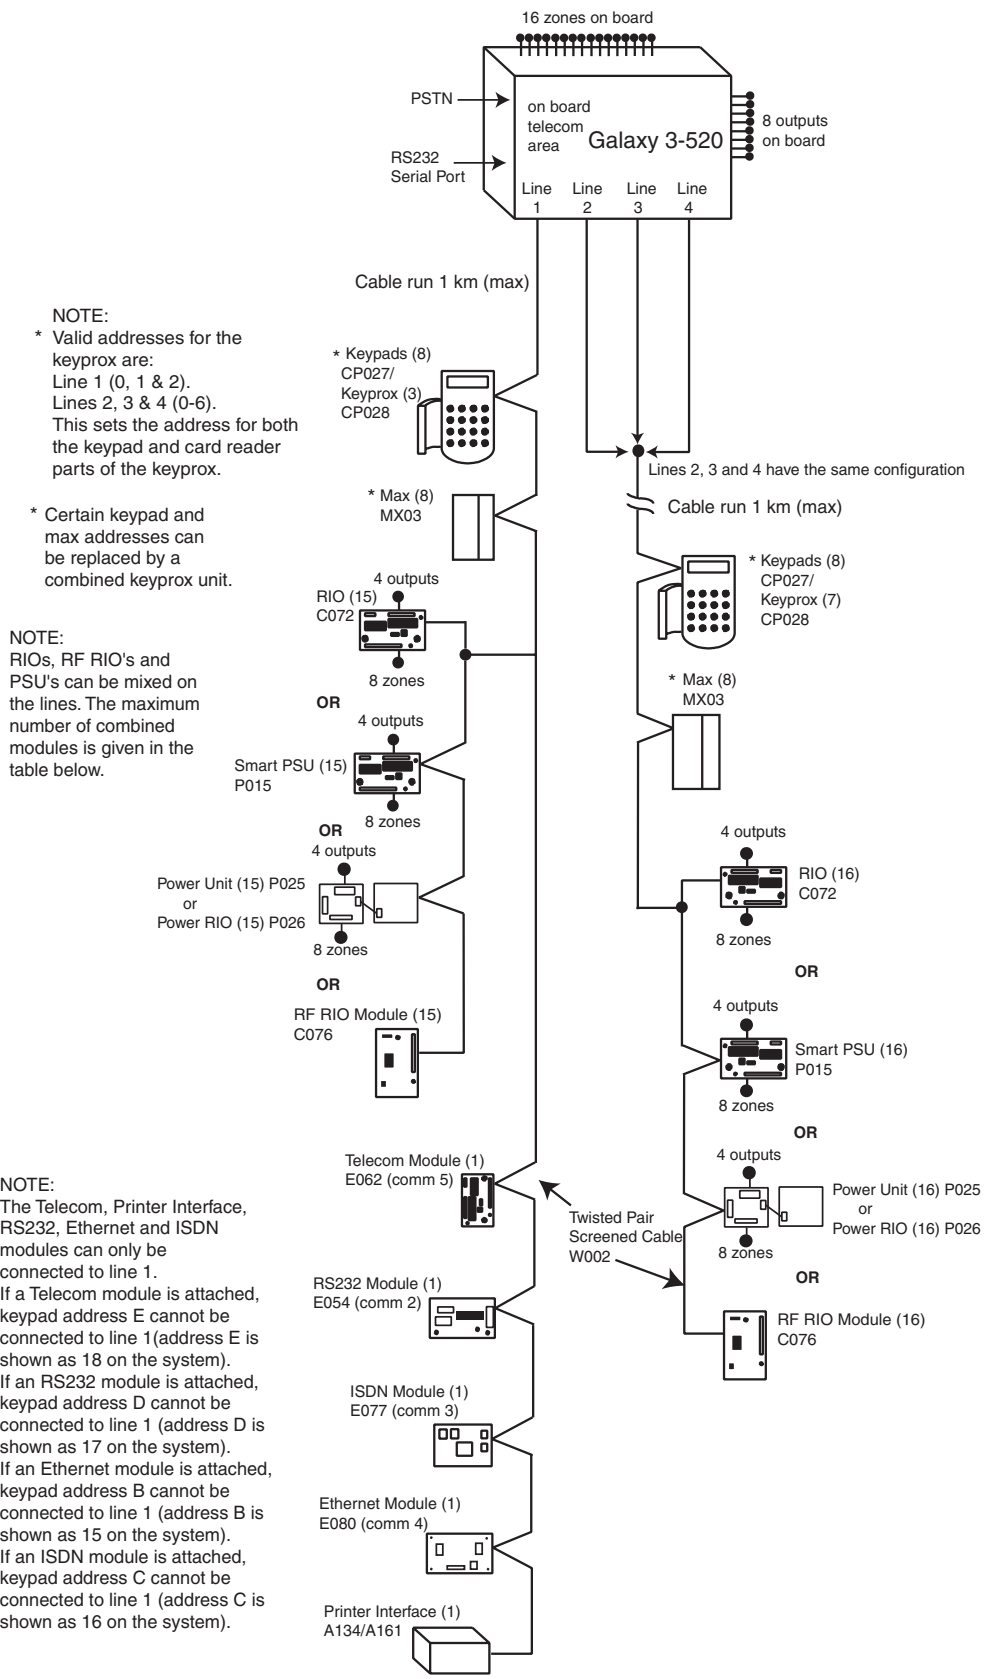 16 zones on board
PSTN
on board
telecom
area
Galaxy 3-520
8 outputs
on board
RS232
Serial Port
Line
1
Line
2
Line
3
Line
4
Cable run 1 km (max)
NOTE:
* Valid addresses for the
keyprox are:
Line 1 (0, 1 & 2).
Lines 2, 3 & 4 (0-6).
This sets the address for both
the keypad and card reader
parts of the keyprox.
* Certain keypad and
max addresses can
be replaced by a
combined keyprox unit.
NOTE:
RIOs, RF RIO's and
PSU's can be mixed on
the lines. The maximum
number of combined
modules is given in the
table below.
* Keypads (8)
CP027/
Keyprox (3)
CP028
* Max (8)
MX03
4 outputs
RIO (15)
C072
8 zones
OR
4 outputs
Smart PSU (15)
P015
8 zones
OR
4 outputs
Power Unit (15) P025
or
Power RIO (15) P026
8 zones
OR
RF RIO Module (15)
C076
Lines 2, 3 and 4 have the same configuration
Cable run 1 km (max)
* Keypads (8)
CP027/
Keyprox (7)
CP028
* Max (8)
MX03
4 outputs
RIO (16)
C072
8 zones
OR
4 outputs
Smart PSU (16)
P015
8 zones
OR
4 outputs
Power Unit (16) P025
or
Power RIO (16) P026
8 zones
OR
RF RIO Module (16)
C076
Twisted Pair
Screened Cable
W002
Telecom Module (1)
E062 (comm 5)
RS232 Module (1)
E054 (comm 2)
ISDN Module (1)
E077 (comm 3)
Ethernet Module (1)
E080 (comm 4)
Printer Interface (1)
A134/A161
NOTE:
The Telecom, Printer Interface,
RS232, Ethernet and ISDN
modules can only be
connected to line 1.
If a Telecom module is attached,
keypad address E cannot be
connected to line 1(address E is
shown as 18 on the system).
If an RS232 module is attached,
keypad address D cannot be
connected to line 1 (address D is
shown as 17 on the system).
If an Ethernet module is attached,
keypad address B cannot be
connected to line 1 (address B is
shown as 15 on the system).
If an ISDN module is attached,
keypad address C cannot be
connected to line 1 (address C is
shown as 16 on the system).